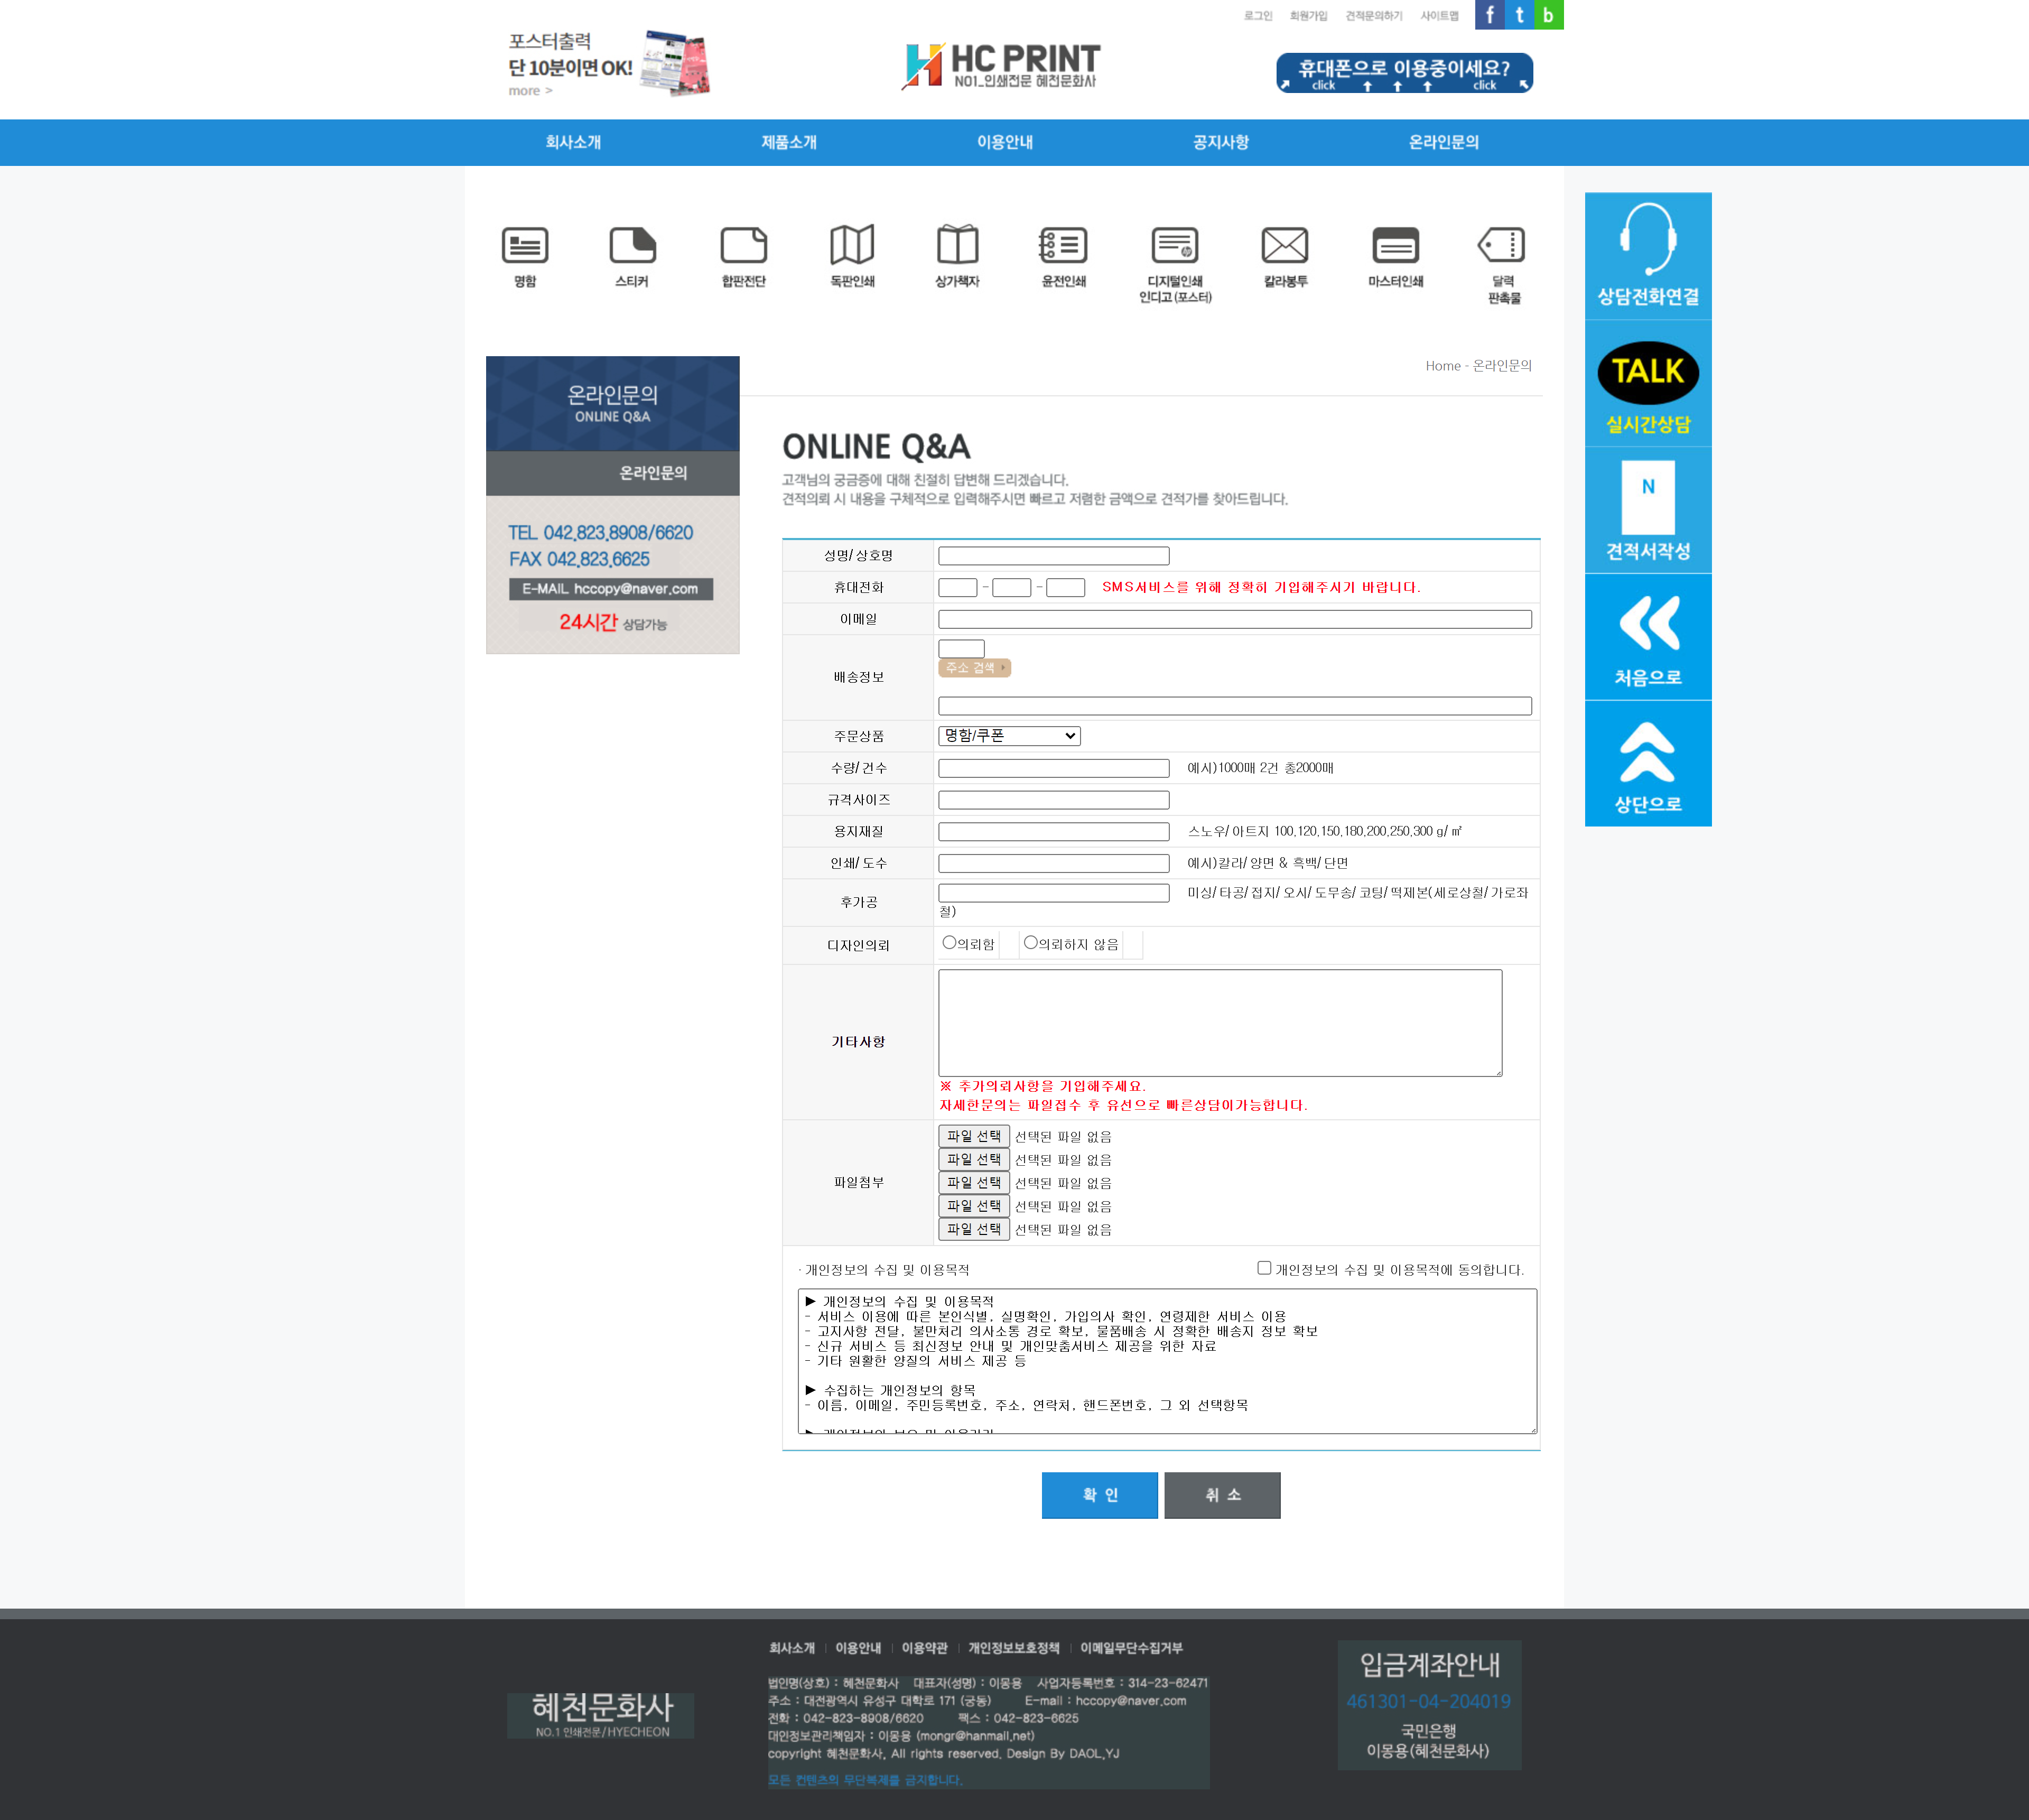 로그인 회원가입 견적문의하기 사이트맵 f t b
포스터출력
단 10분이면 OK!
more >
HC PRINT
NO1_인쇄전문 혜천문화사
휴대폰으로 이용중이세요?
click click
회사소개 제품소개 이용안내 공지사항 온라인문의
명함 스티커 합판전단 독판인쇄 상가책자 윤전인쇄 디지털인쇄 인디고(포스터) 칼라봉투 마스터인쇄 달력 판촉물
상담전화연결
TALK
실시간상담
N
견적서작성
처음으로
상단으로
온라인문의
ONLINE Q&A
온라인문의
TEL 042.823.8908/6620
FAX 042.823.6625
E-MAIL hccopy@naver.com
24시간 상담가능
Home - 온라인문의
ONLINE Q&A
고객님의 궁금증에 대해 친절히 답변해 드리겠습니다.
견적의뢰 시 내용을 구체적으로 입력해주시면 빠르고 저렴한 금액으로 견적가를 찾아드립니다.
성명/상호명
휴대전화 - - SMS서비스를 위해 정확히 기입해주시기 바랍니다.
이메일
배송정보
주소 검색
주문상품 명함/쿠폰
수량/건수 예시)1000매 2건 총2000매
규격사이즈
용지재질 스노우/아트지 100,120,150,180,200,250,300 g/㎡
인쇄/도수 예시)칼라/양면 & 흑백/단면
후가공 미싱/타공/접지/오시/도무송/코팅/떡제본(세로상철/가로좌
철)
디자인의뢰 의뢰함 의뢰하지 않음
기타사항
※ 추가의뢰사항을 기입해주세요.
자세한문의는 파일접수 후 유선으로 빠른상담이가능합니다.
파일첨부
파일 선택 선택된 파일 없음
파일 선택 선택된 파일 없음
파일 선택 선택된 파일 없음
파일 선택 선택된 파일 없음
파일 선택 선택된 파일 없음
· 개인정보의 수집 및 이용목적 개인정보의 수집 및 이용목적에 동의합니다.
▶ 개인정보의 수집 및 이용목적
- 서비스 이용에 따른 본인식별, 실명확인, 가입의사 확인, 연령제한 서비스 이용
- 고지사항 전달, 불만처리 의사소통 경로 확보, 물품배송 시 정확한 배송지 정보 확보
- 신규 서비스 등 최신정보 안내 및 개인맞춤서비스 제공을 위한 자료
- 기타 원활한 양질의 서비스 제공 등
▶ 수집하는 개인정보의 항목
- 이름, 이메일, 주민등록번호, 주소, 연락처, 핸드폰번호, 그 외 선택항목
확 인 취 소
회사소개 이용안내 이용약관 개인정보보호정책 이메일무단수집거부
혜천문화사
NO.1 인쇄전문/HYECHEON
법인명(상호) : 혜천문화사 대표자(성명) : 이몽용 사업자등록번호 : 314-23-62471
주소 : 대전광역시 유성구 대학로 171 (궁동) E-mail : hccopy@naver.com
전화 : 042-823-8908/6620 팩스 : 042-823-6625
대인정보관리책임자 : 이몽용 (mongr@hanmail.net)
copyright 혜천문화사. All rights reserved. Design By DAOL.YJ
모든 컨텐츠의 무단복제를 금지합니다.
입금계좌안내
461301-04-204019
국민은행
이몽용(혜천문화사)